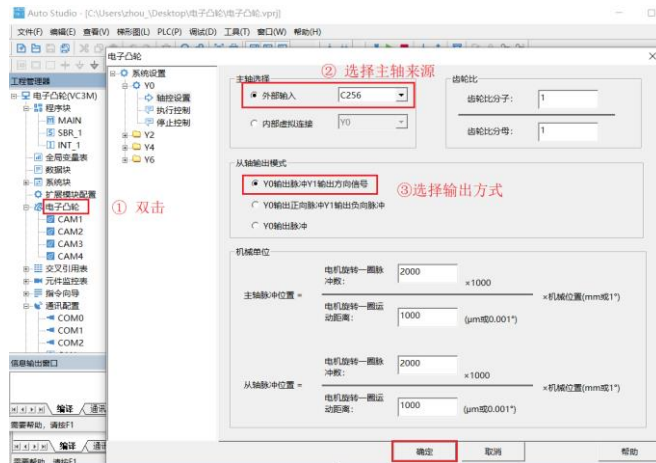 Auto Studio - [C:\Users\zhou_\Desktop\电子凸轮\电子凸轮.vprj]
文件(F) 编辑(E) 查看(V) 梯形图(L) PLC(P) 调试(D) 工具(T) 窗口(W) 帮助(H)
电子凸轮
工程管理器
电子凸轮(VC3M)
程序块
MAIN
SBR_1
INT_1
全局变量表
数据块
系统块
扩展模块配置
电子凸轮
CAM1
CAM2
CAM3
CAM4
交叉引用表
元件监控表
指令向导
通讯配置
COM0
COM1
COM2
① 双击
系统设置
Y0
轴控设置
执行控制
停止控制
Y2
Y4
Y6
主轴选择
② 选择主轴来源
外部输入 C256
内部虚拟连接 Y0
齿轮比
齿轮比分子: 1
齿轮比分母: 1
从轴输出模式
Y0输出脉冲Y1输出方向信号
③选择输出方式
Y0输出正向脉冲Y1输出负向脉冲
Y0输出脉冲
机械单位
主轴脉冲位置 =
电机旋转一圈脉冲数: 2000 ×1000
电机旋转一圈运动距离: 1000 (μm或0.001°)
×机械位置(mm或1°)
从轴脉冲位置 =
电机旋转一圈脉冲数: 2000 ×1000
电机旋转一圈运动距离: 1000 (μm或0.001°)
×机械位置(mm或1°)
确定 取消 帮助
信息输出窗口
编译 通讯
需要帮助, 请按F1
编译 通讯
需要帮助, 请按F1